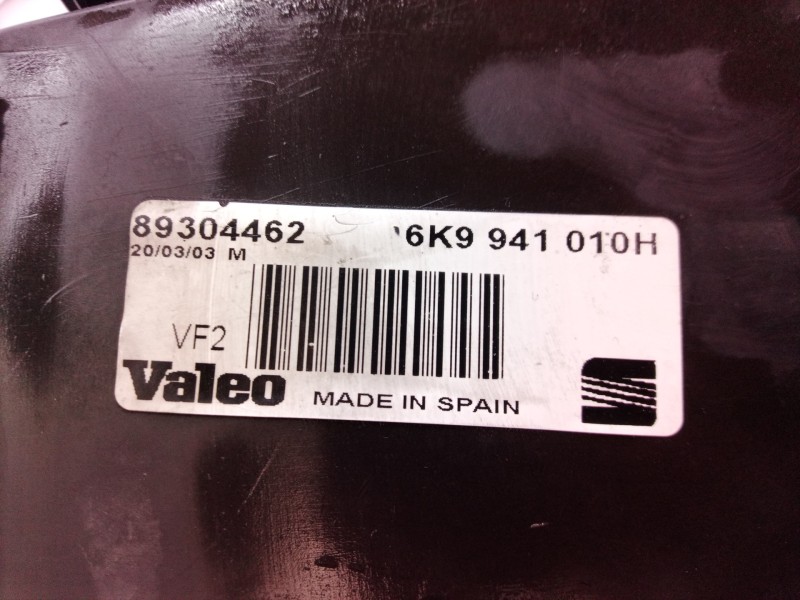 89304462 6K9 941 010H
20/03/03 M
VF2
Valeo MADE IN SPAIN